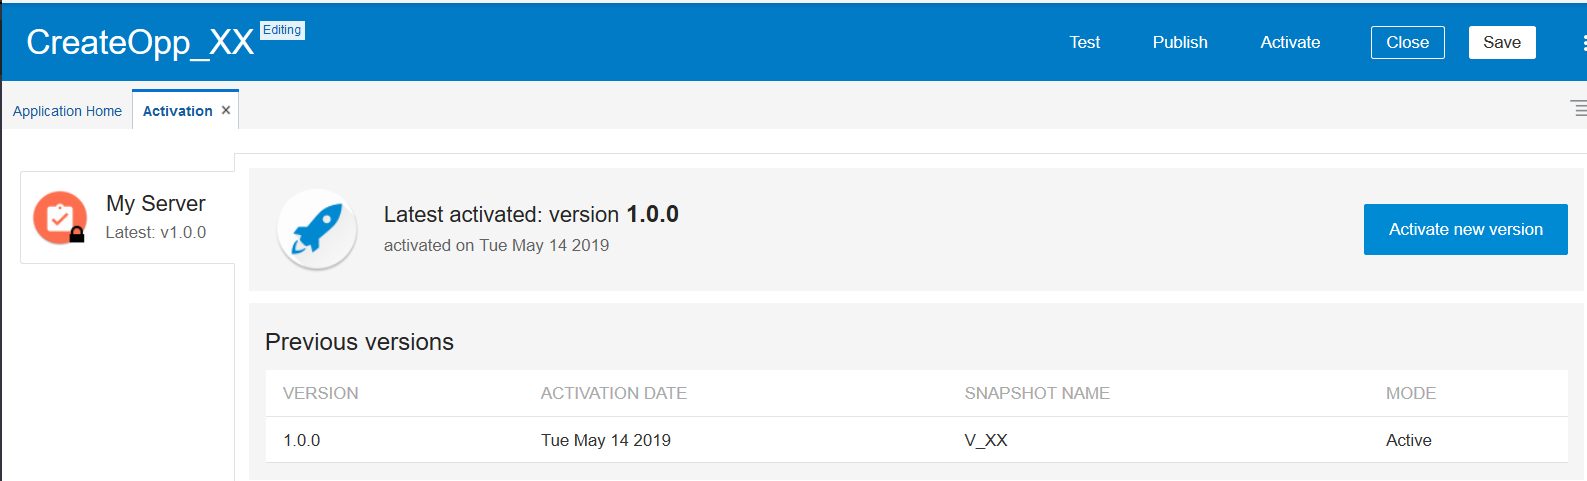 CreateOpp_XX Editing
Test Publish Activate Close Save
Application Home Activation ×
My Server
Latest: v1.0.0
Latest activated: version 1.0.0
activated on Tue May 14 2019
Activate new version
Previous versions
VERSION ACTIVATION DATE SNAPSHOT NAME MODE
1.0.0 Tue May 14 2019 V_XX Active